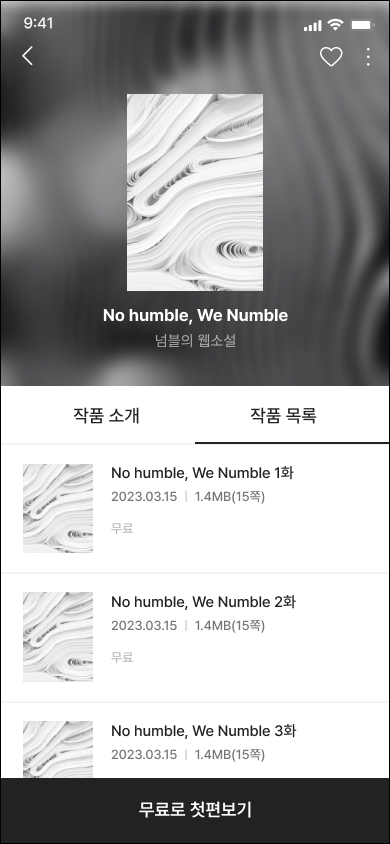 9:41
No humble, We Numble
넘블의 웹소설
작품 소개
작품 목록
No humble, We Numble 1화
2023.03.15 | 1.4MB(15쪽)
무료
No humble, We Numble 2화
2023.03.15 | 1.4MB(15쪽)
무료
No humble, We Numble 3화
2023.03.15 | 1.4MB(15쪽)
무료로 첫편보기